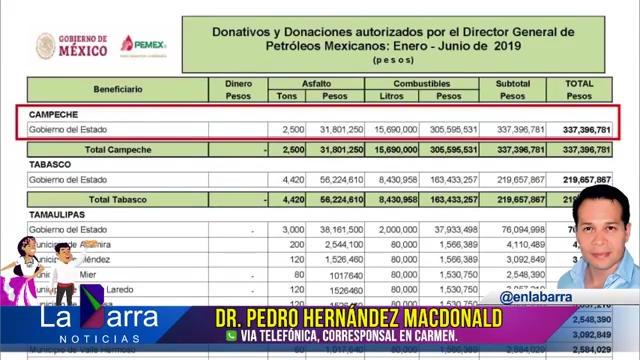 GOBIERNO DE
MÉXICO
PEMEX
Donativos y Donaciones autorizados por el Director General de
Petróleos Mexicanos: Enero - Junio de 2019
(pesos)
Beneficiario Dinero Asfalto Combustibles Subtotal TOTAL
Pesos Tons Pesos Litros Pesos Pesos Pesos
CAMPECHE
Gobierno del Estado 2,500 31,801,250 15,690,000 305,595,531 337,396,781 337,396,781
Total Campeche - 2,500 31,801,250 15,690,000 305,595,531 337,396,781 337,396,781
TABASCO
Gobierno del Estado 4,420 56,224,610 8,430,958 163,433,257 219,657,867 219,657,867
Total Tabasco - 4,420 56,224,610 8,430,958 163,433,257 219,657,867 219,657,867
TAMAULIPAS
Gobierno del Estado - 3,000 38,161,500 2,000,000 37,933,498 76,094,998
200 2,544,100 80,000 1,566,389 4,110,489
120 1,526,460 80,000 1,566,389
Mier 80 1017640 80,000 1,530,750 2,548,390
Laredo 120 1526460 80,000 1,530,750
@enlabarra
La Barra
NOTICIAS
DR. PEDRO HERNÁNDEZ MACDONALD
VÍA TELEFÓNICA, CORRESPONSAL EN CARMEN.
2,548,390
3,092,849
2,584,029